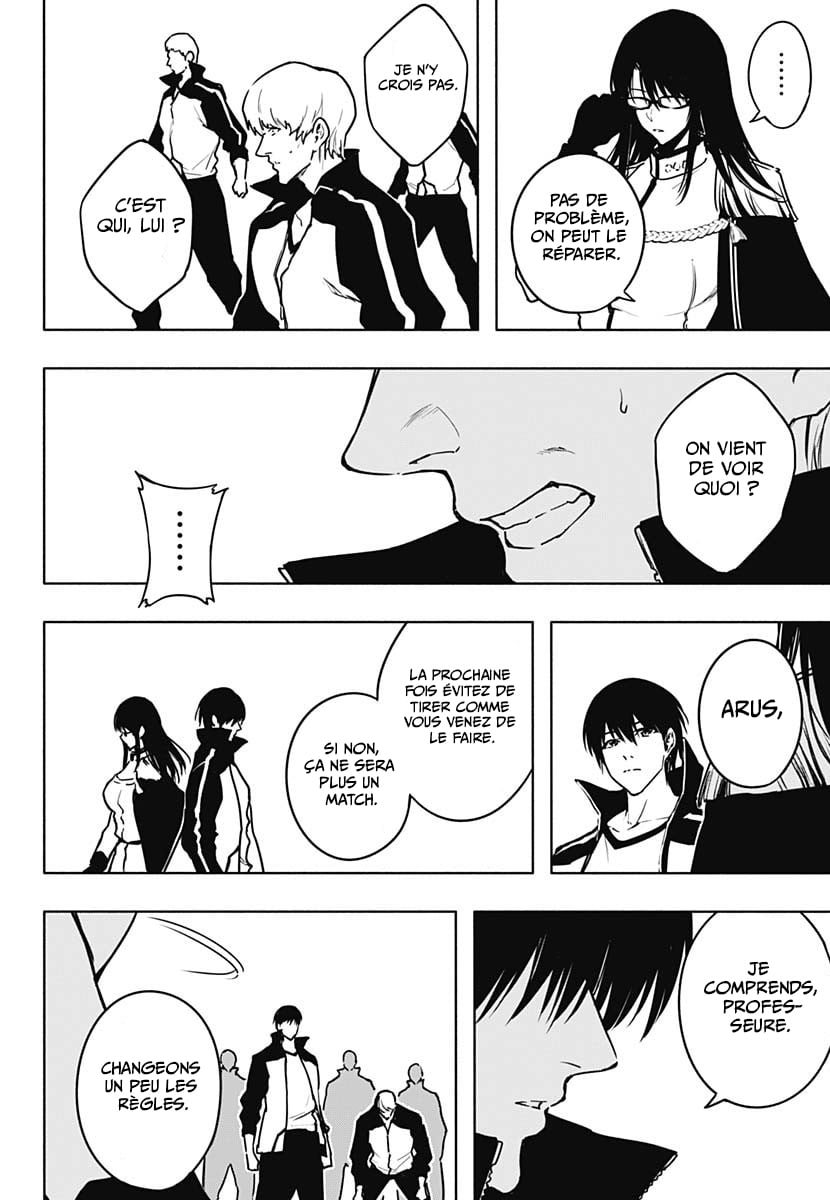 .....
PAS DE
PROBLÈME,
ON PEUT LE
RÉPARER.
JE N'Y
CROIS PAS.
C'EST
QUI, LUI ?
ON VIENT
DE VOIR
QUOI ?
......
ARUS,
LA PROCHAINE
FOIS ÉVITEZ DE
TIRER COMME
VOUS VENEZ DE
LE FAIRE.
SI NON,
ÇA NE SERA
PLUS UN
MATCH.
JE
COMPRENDS,
PROFES-
SEURE.
CHANGEONS
UN PEU LES
RÈGLES.